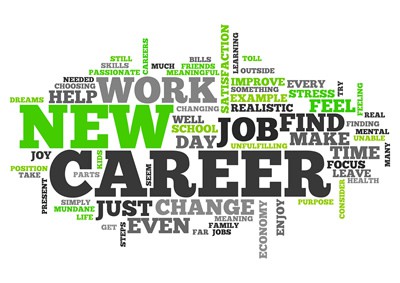 STILL
SKILLS
PASSIONATE
CAREERS
MUCH
BILLS
FRIENDS
MEANINGFUL
SATISFACTION
LEARNING
TOLL
OUTSIDE
NEEDED
CHOOSING
HELP
WORK
IMPROVE
SOMETHING
EXAMPLE
REALISTIC
EVERY
STRESS
FEEL
TRY
FEELING
DREAMS
CHANGING
NEW
WELL
SCHOOL
DAY
JOB
UNFULFILLING
FIND
MAKE
REAL
FINDING
MENTAL
UNABLE
TIME
MANY
JOY
KIDS
POSITION
TAKE
PARTS
SEEM
CAREER
FOCUS
LEAVE
HEALTH
PRESENT
SIMPLY
MUNDANE
LIFE
GET
STEPS
JUST
EVEN
CHANGE
MEANING
FAR
FAMILY
JOBS
ECONOMY
ENJOY
PURPOSE
CONSIDER